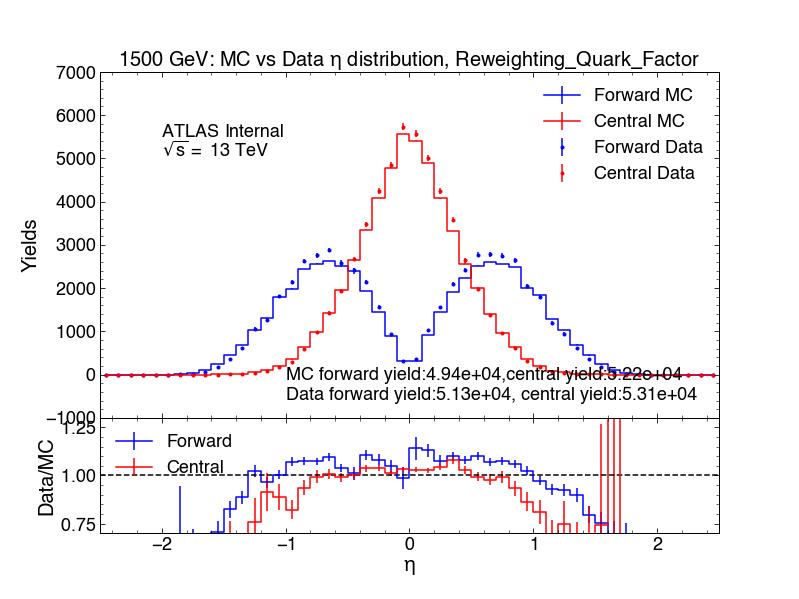 1500 GeV: MC vs Data η distribution, Reweighting_Quark_Factor
7000
6000
5000
4000
3000
2000
1000
0
−1000
Yields
ATLAS Internal
√s = 13 TeV
Forward MC
Central MC
Forward Data
Central Data
MC forward yield:4.94e+04,central yield:5.22e+04
Data forward yield:5.13e+04, central yield:5.31e+04
1.25
1.00
0.75
Data/MC
Forward
Central
−2 −1 0 1 2
η